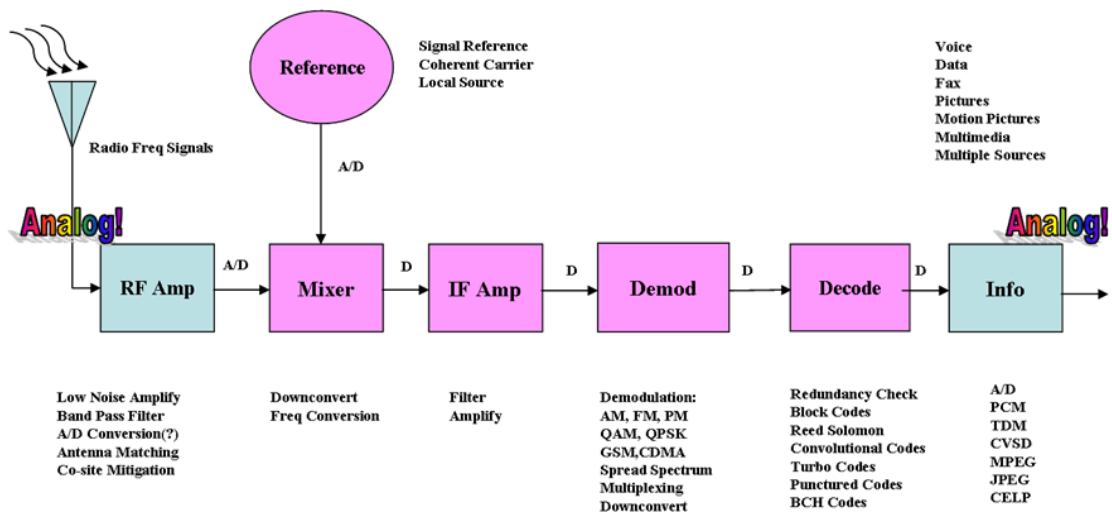 Reference
Signal Reference
Coherent Carrier
Local Source
Voice
Data
Fax
Pictures
Motion Pictures
Multimedia
Multiple Sources
Radio Freq Signals
A/D
Analog!
Analog!
RF Amp
A/D
Mixer
D
IF Amp
D
Demod
D
Decode
D
Info
Low Noise Amplify
Band Pass Filter
A/D Conversion(?)
Antenna Matching
Co-site Mitigation
Downconvert
Freq Conversion
Filter
Amplify
Demodulation:
AM, FM, PM
QAM, QPSK
GSM,CDMA
Spread Spectrum
Multiplexing
Downconvert
Redundancy Check
Block Codes
Reed Solomon
Convolutional Codes
Turbo Codes
Punctured Codes
BCH Codes
A/D
PCM
TDM
CVSD
MPEG
JPEG
CELP